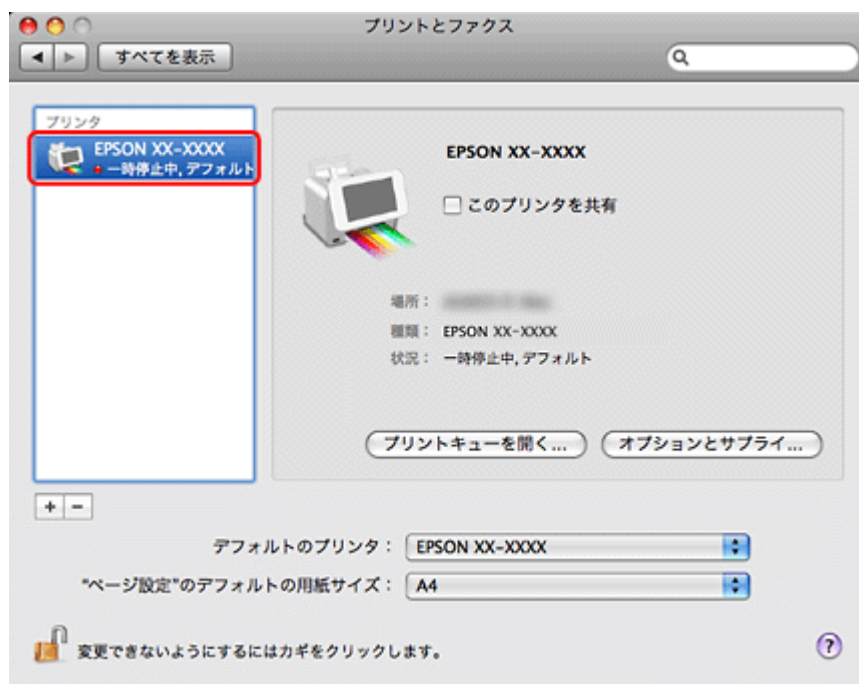 プリントとファクス
すべてを表示
プリンタ
EPSON XX-XXXX
一時停止中, デフォルト
EPSON XX-XXXX
このプリンタを共有
場所：
種類： EPSON XX-XXXX
状況： 一時停止中, デフォルト
プリントキューを開く... オプションとサプライ...
+ −
デフォルトのプリンタ： EPSON XX-XXXX
"ページ設定"のデフォルトの用紙サイズ： A4
変更できないようにするにはカギをクリックします。 ?